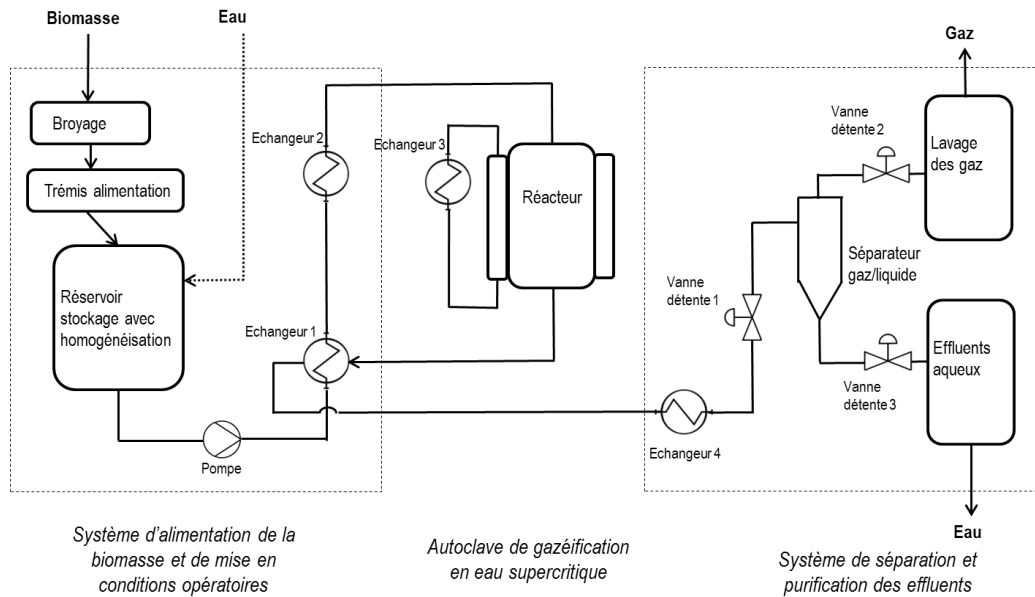 Biomasse
Eau
Gaz
Broyage
Trémis alimentation
Réservoir
stockage avec
homogénéisation
Pompe
Echangeur 2
Echangeur 1
Echangeur 3
Réacteur
Echangeur 4
Vanne
détente 1
Vanne
détente 2
Séparateur
gaz/liquide
Vanne
détente 3
Lavage
des gaz
Effluents
aqueux
Eau
Système d'alimentation de la
biomasse et de mise en
conditions opératoires
Autoclave de gazéification
en eau supercritique
Système de séparation et
purification des effluents